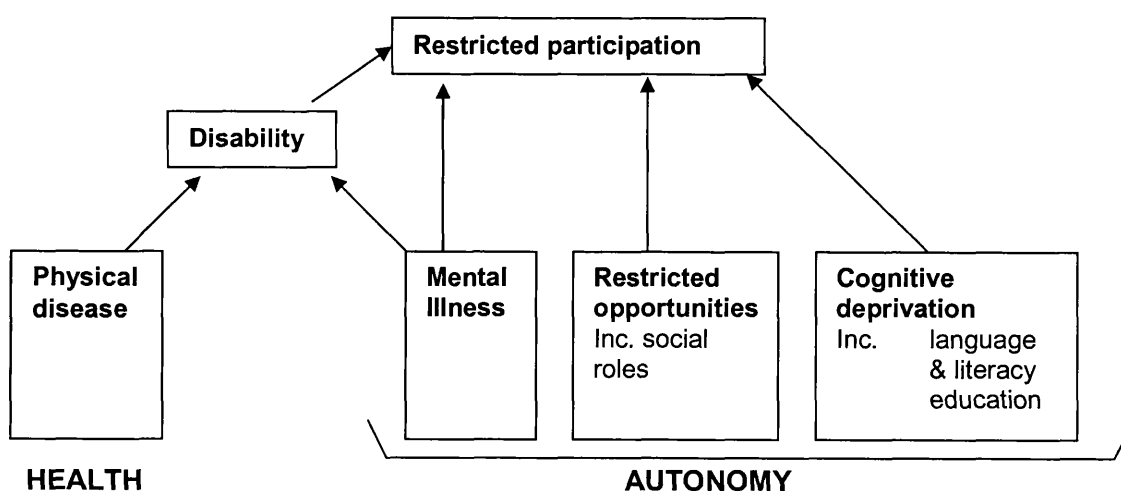 Restricted participation
Disability
Physical
disease
Mental
Illness
Restricted
opportunities
Inc. social
roles
Cognitive
deprivation
Inc. language
& literacy
education
HEALTH
AUTONOMY